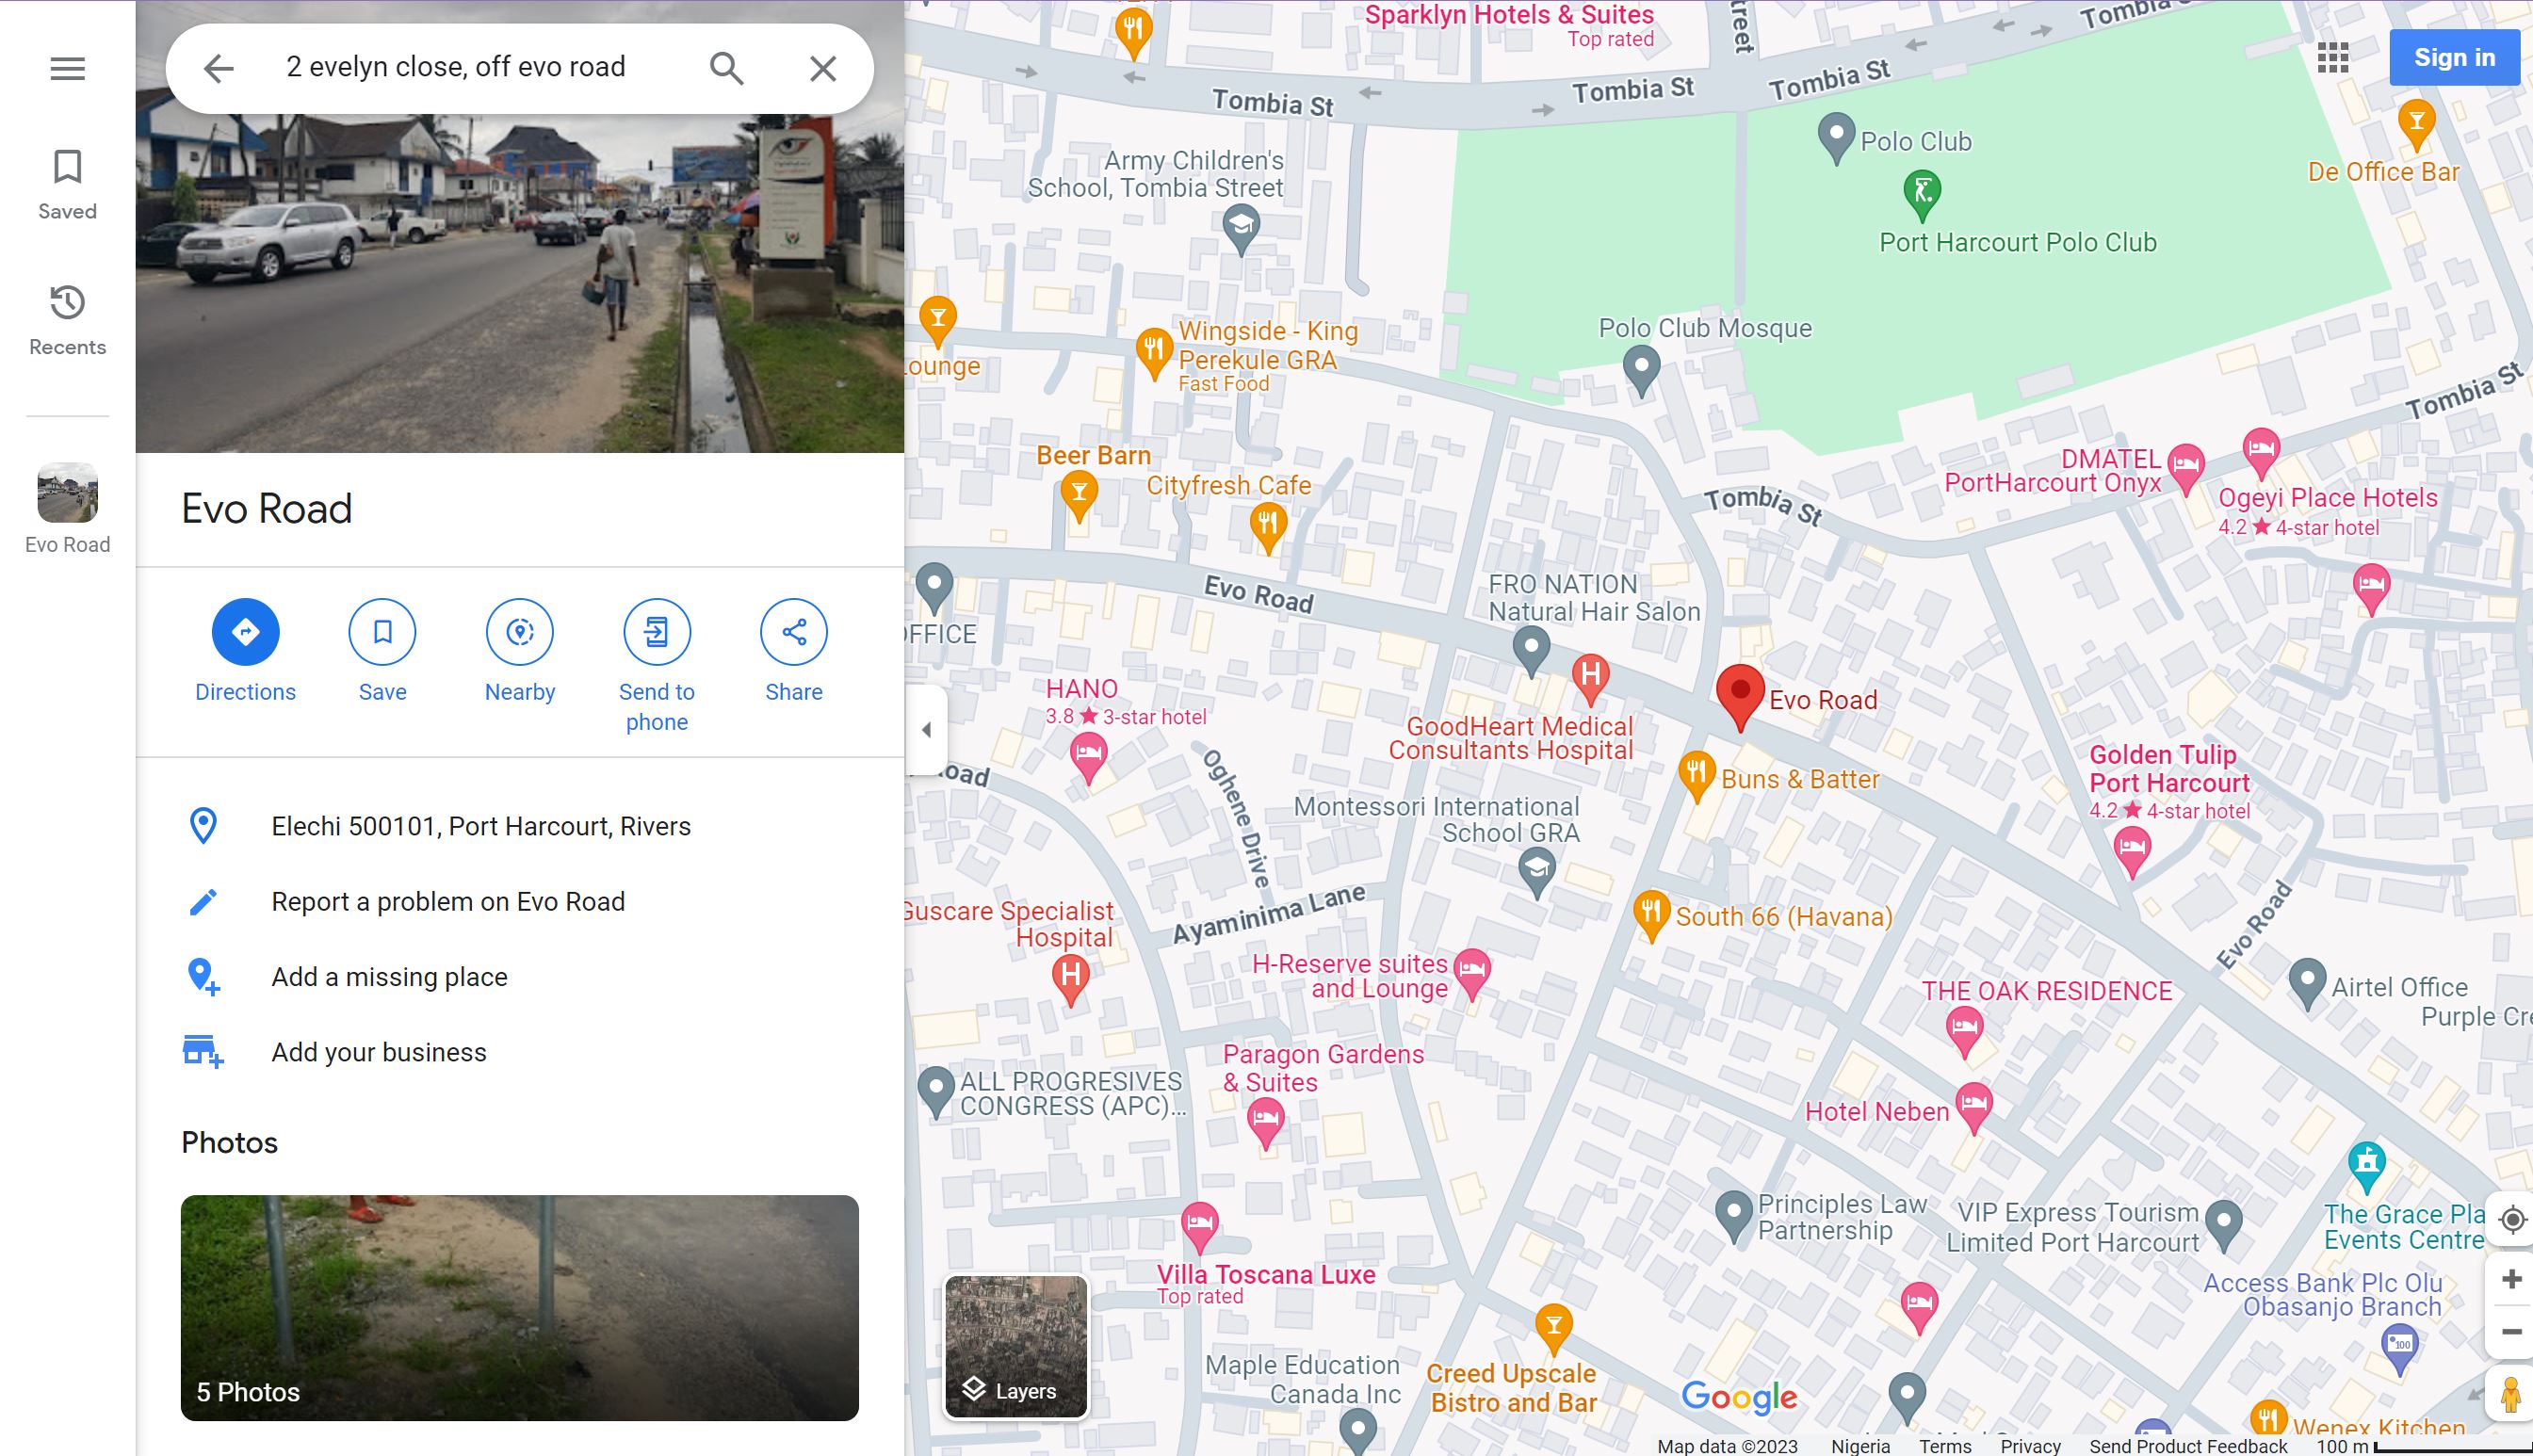 2 evelyn close, off evo road
Saved
Recents
Evo Road
Evo Road
Directions
Save
Nearby
Send to
phone
Share
Elechi 500101, Port Harcourt, Rivers
Report a problem on Evo Road
Add a missing place
Add your business
Photos
5 Photos
Sign in
Sparklyn Hotels & Suites
Top rated
Tombia St
Tombia St
Tombia St
Tombia S
treet
Polo Club
De Office Bar
Army Children's
School, Tombia Street
Port Harcourt Polo Club
Polo Club Mosque
Wingside - King
Perekule GRA
Fast Food
ounge
Tombia St
Beer Barn
Cityfresh Cafe
DMATEL
PortHarcourt Onyx
Ogeyi Place Hotels
4.2 ★ 4-star hotel
Tombia St
Evo Road
FRO NATION
Natural Hair Salon
OFFICE
HANO
3.8 ★ 3-star hotel
H
GoodHeart Medical
Consultants Hospital
Evo Road
Buns & Batter
Golden Tulip
Port Harcourt
4.2 ★ 4-star hotel
oad
Oghene Drive
Montessori International
School GRA
Ayaminima Lane
Guscare Specialist
Hospital
H
South 66 (Havana)
Evo Road
H-Reserve suites
and Lounge
THE OAK RESIDENCE
Airtel Office
Purple Cre
Paragon Gardens
& Suites
ALL PROGRESIVES
CONGRESS (APC)...
Hotel Neben
Principles Law
Partnership
VIP Express Tourism
Limited Port Harcourt
The Grace Pla
Events Centre
Villa Toscana Luxe
Top rated
Access Bank Plc Olu
Obasanjo Branch
100
Layers
Maple Education
Canada Inc
Creed Upscale
Bistro and Bar
Google
Wenex Kitchen
Map data ©2023 Nigeria Terms Privacy Send Product Feedback 100 m